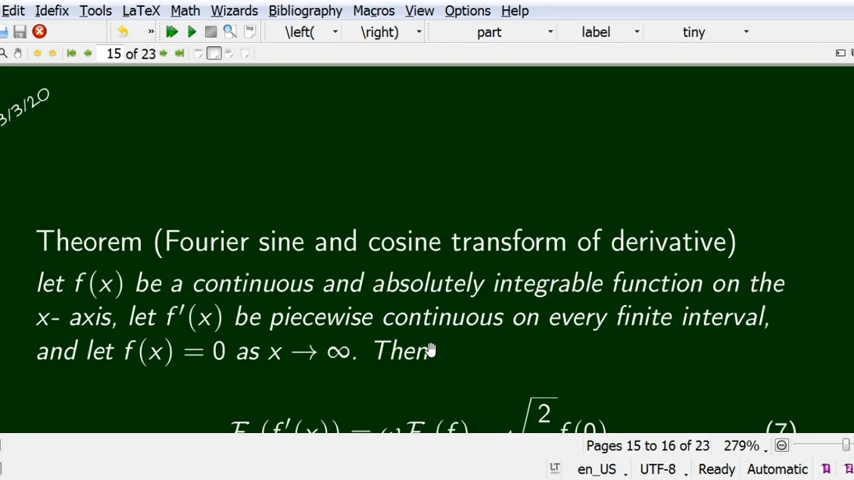 Edit Idefix Tools LaTeX Math Wizards Bibliography Macros View Options Help
» \left( \right) part label tiny
15 of 23
3/3/20
Theorem (Fourier sine and cosine transform of derivative)
let f(x) be a continuous and absolutely integrable function on the
x- axis, let f′(x) be piecewise continuous on every finite interval,
and let f(x) = 0 as x → ∞. Then
(f′(x)) = ωF (f) √2 f(0) (7)
Pages 15 to 16 of 23 279%
LT en_US UTF-8 Ready Automatic